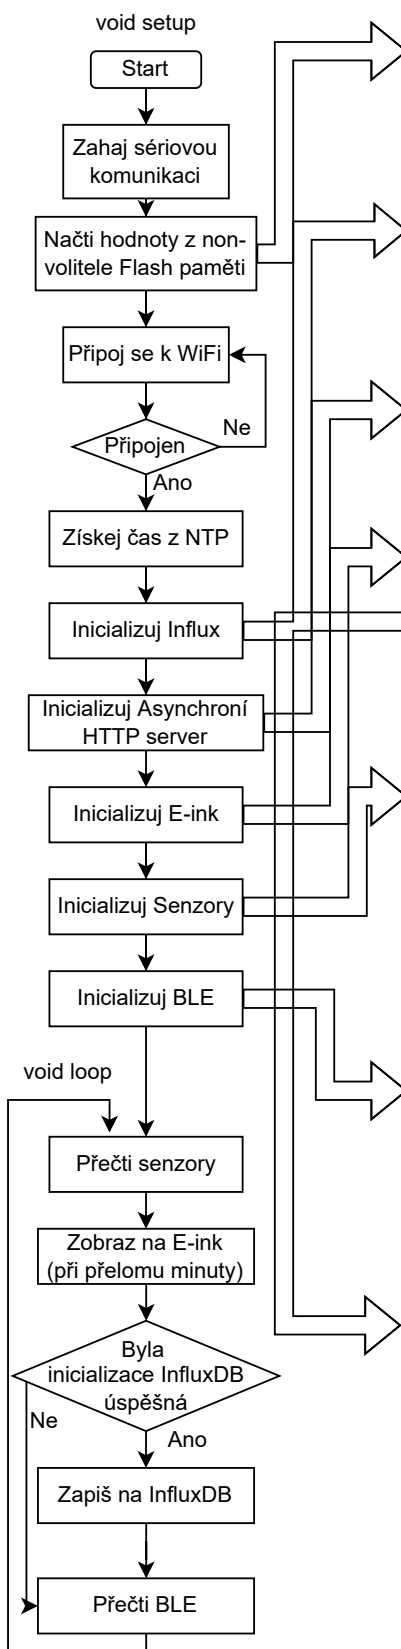 void setup
Start
Zahaj sériovou
komunikaci
Načti hodnoty z non-
volitele Flash paměti
Připoj se k WiFi
Připojen
Ne
Ano
Získej čas z NTP
Inicializuj Influx
Inicializuj Asynchroní
HTTP server
Inicializuj E-ink
Inicializuj Senzory
Inicializuj BLE
void loop
Přečti senzory
Zobraz na E-ink
(při přelomu minuty)
Byla
inicializace InfluxDB
úspěšná
Ne
Ano
Zapiš na InfluxDB
Přečti BLE